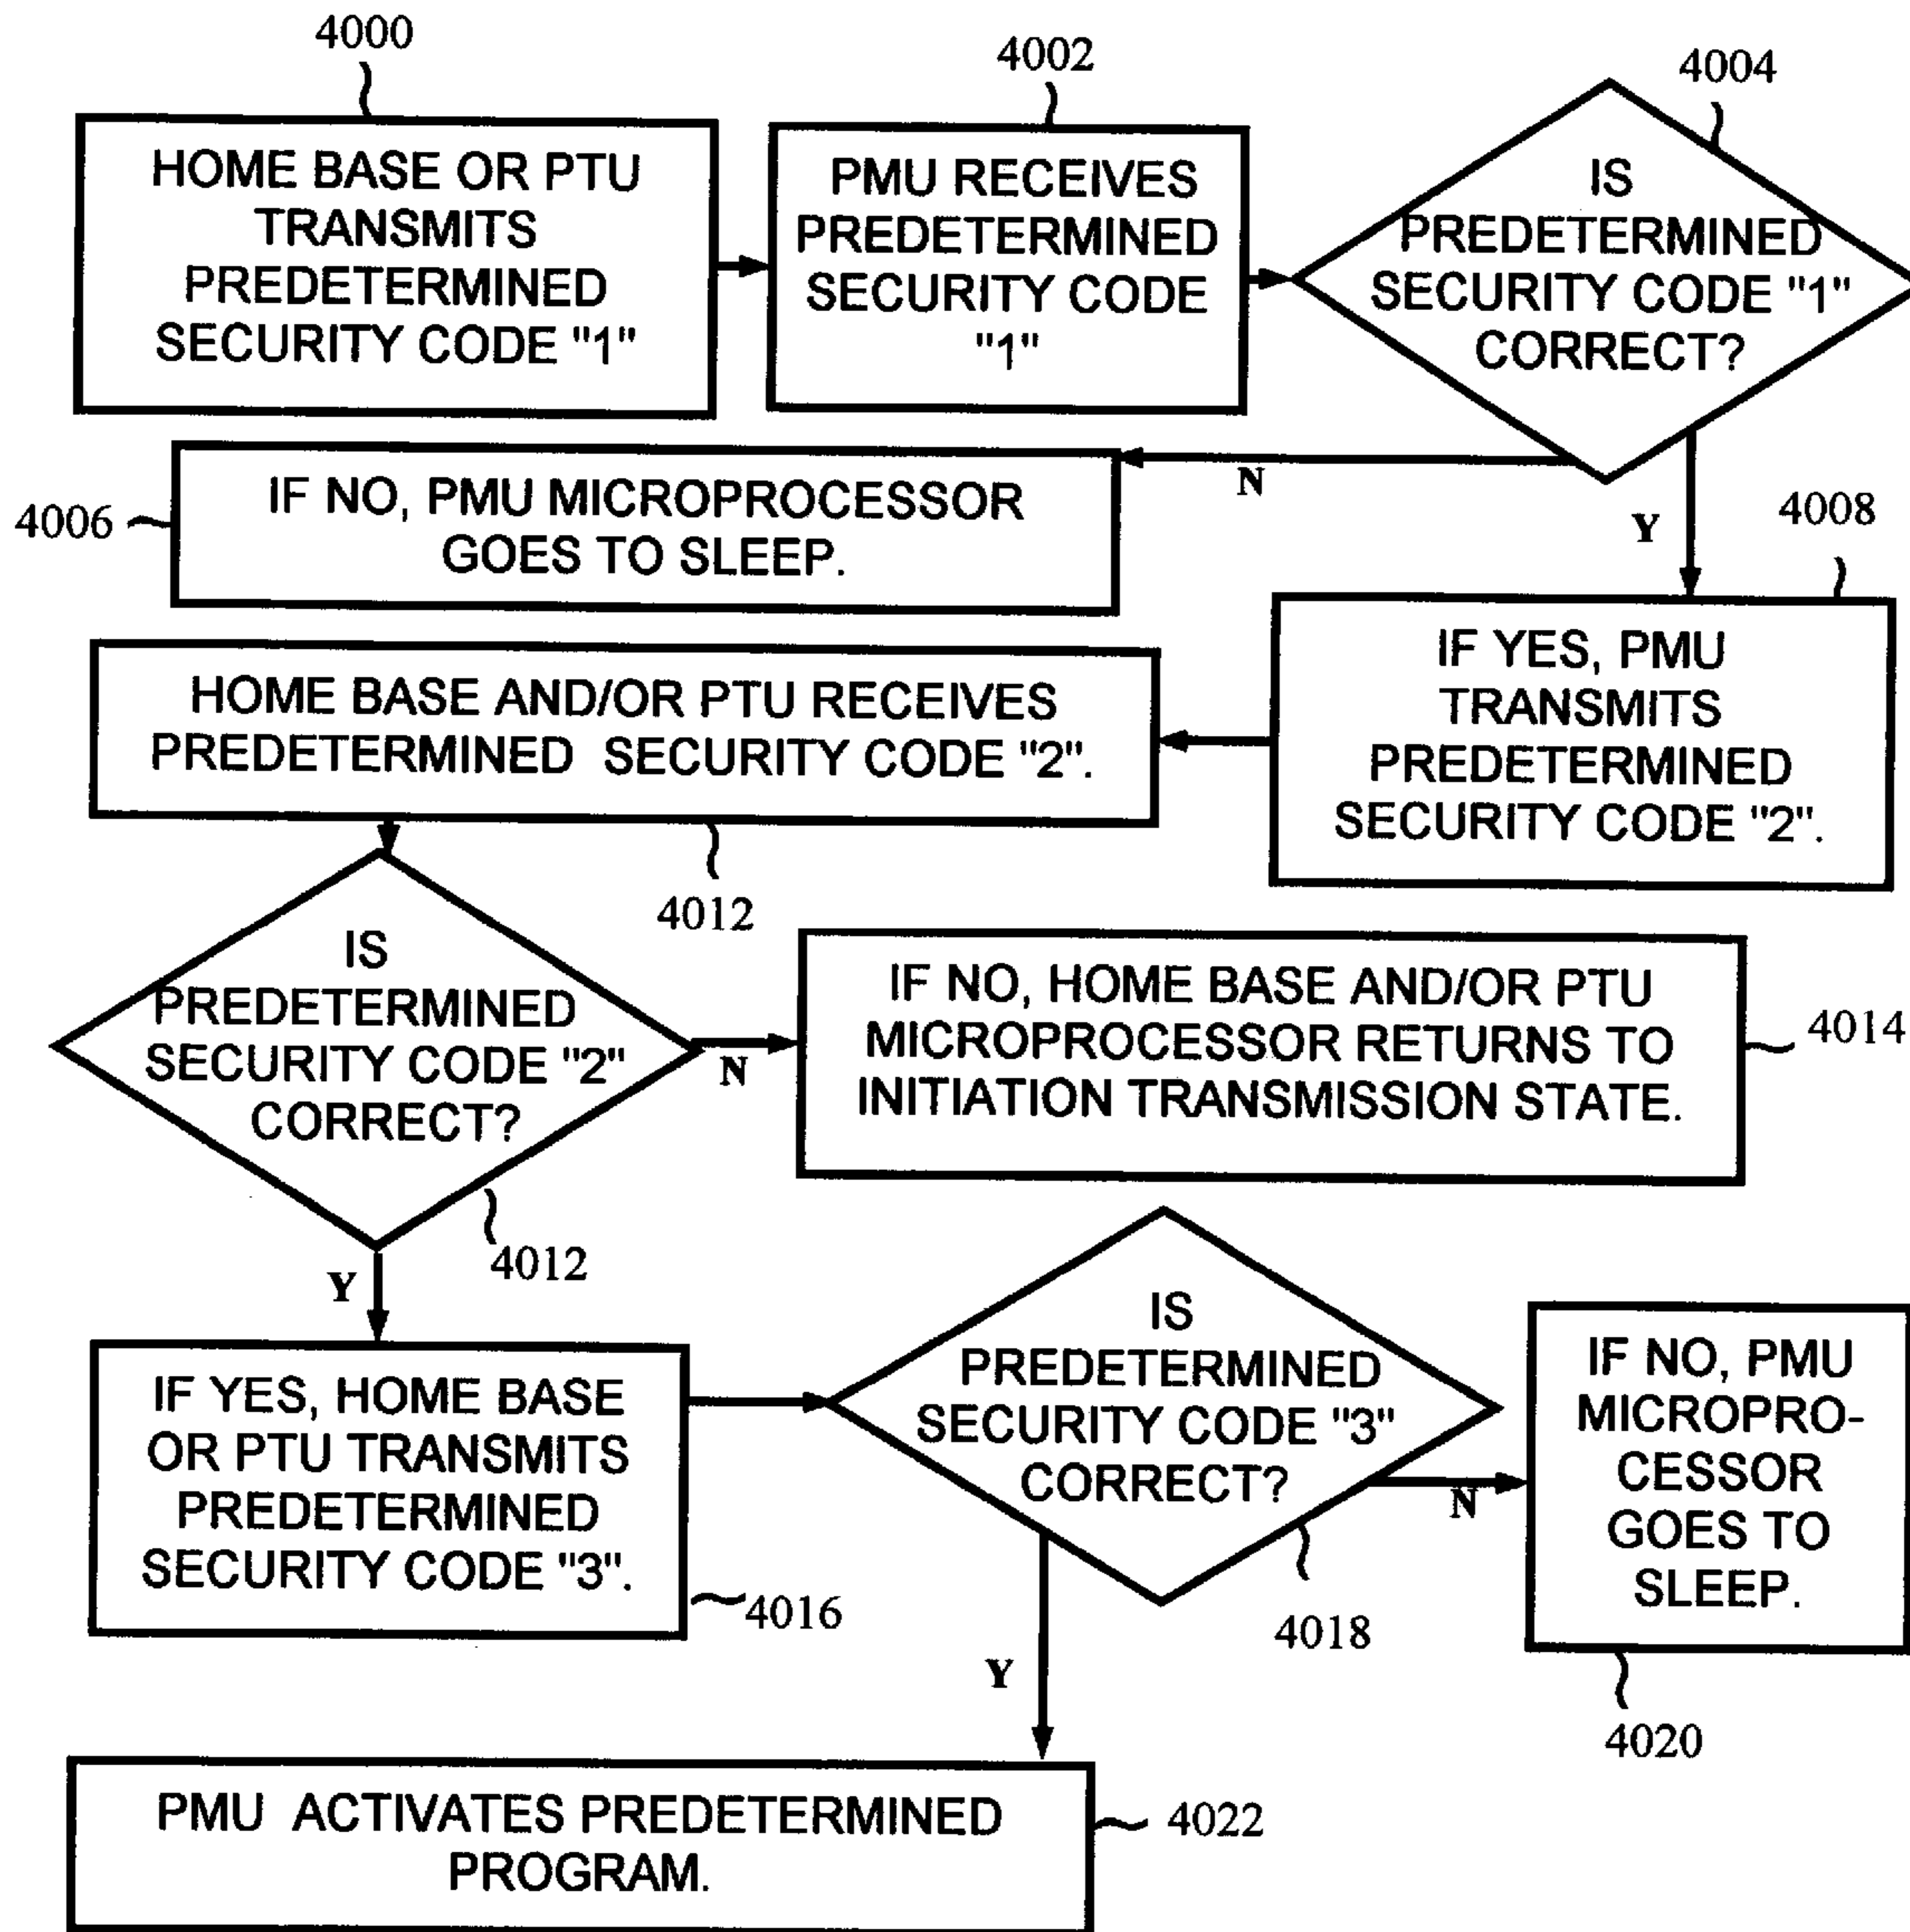 4000
4002
4004
HOME BASE OR PTU
TRANSMITS
PREDETERMINED
SECURITY CODE "1"
PMU RECEIVES
PREDETERMINED
SECURITY CODE
"1"
IS
PREDETERMINED
SECURITY CODE "1"
CORRECT?
N
Y
4006
IF NO, PMU MICROPROCESSOR
GOES TO SLEEP.
4008
IF YES, PMU
TRANSMITS
PREDETERMINED
SECURITY CODE "2".
HOME BASE AND/OR PTU RECEIVES
PREDETERMINED SECURITY CODE "2".
4012
IS
PREDETERMINED
SECURITY CODE "2"
CORRECT?
N
4012
Y
IF NO, HOME BASE AND/OR PTU
MICROPROCESSOR RETURNS TO
INITIATION TRANSMISSION STATE.
4014
IF YES, HOME BASE
OR PTU TRANSMITS
PREDETERMINED
SECURITY CODE "3".
4016
IS
PREDETERMINED
SECURITY CODE "3"
CORRECT?
N
4018
Y
IF NO, PMU
MICROPRO-
CESSOR
GOES TO
SLEEP.
4020
PMU ACTIVATES PREDETERMINED
PROGRAM.
4022